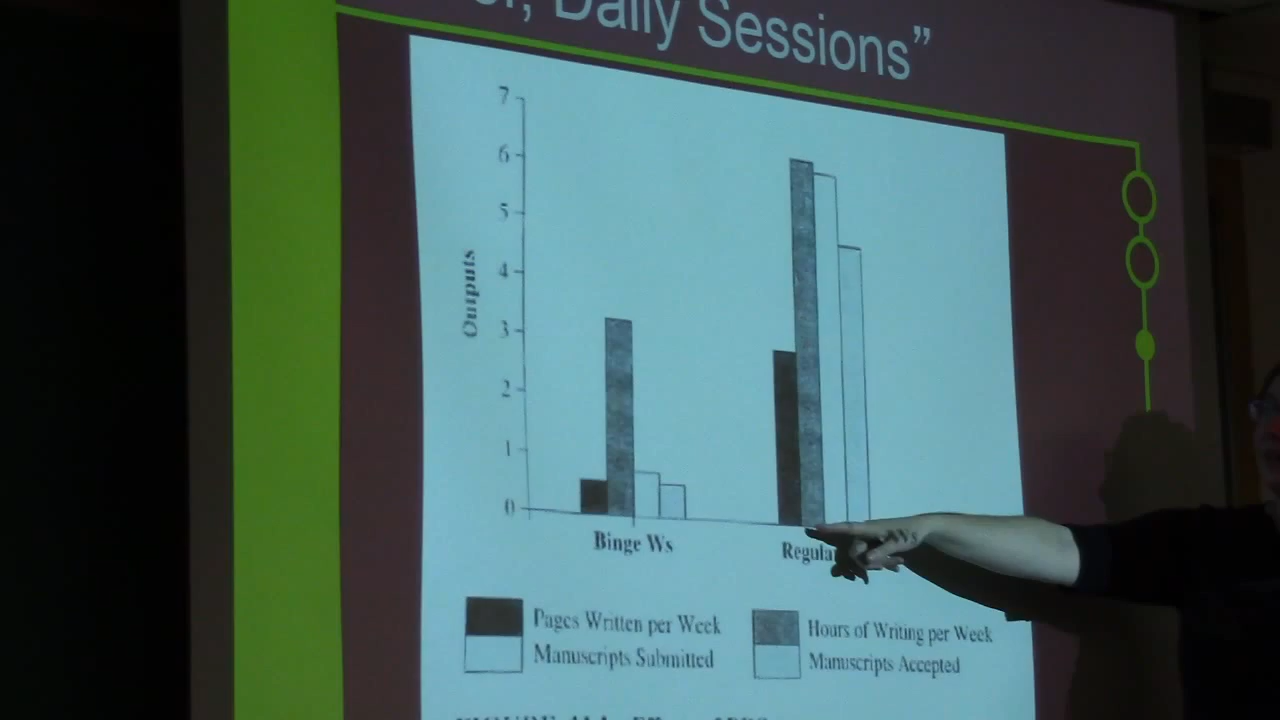 Daily Sessions”
7
6
5
4
3
2
1
0
Outputs
Binge Ws
Regula
Pages Written per Week
Hours of Writing per Week
Manuscripts Submitted
Manuscripts Accepted